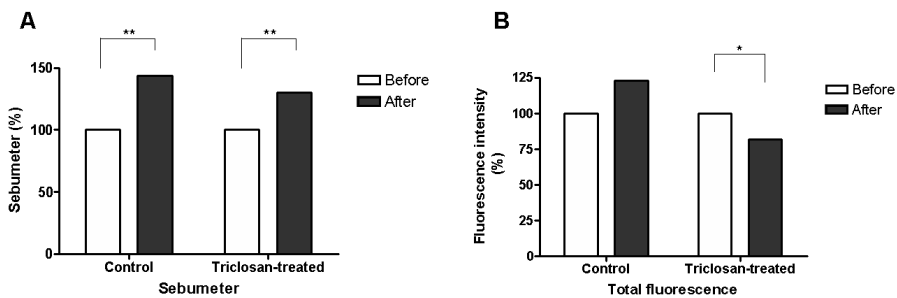 A
**
**
150
100
50
0
Sebumeter (%)
Before
After
Control
Triclosan-treated
Sebumeter
B
*
125
100
75
50
25
0
Fluorescence intensity
(%)
Before
After
Control
Triclosan-treated
Total fluorescence